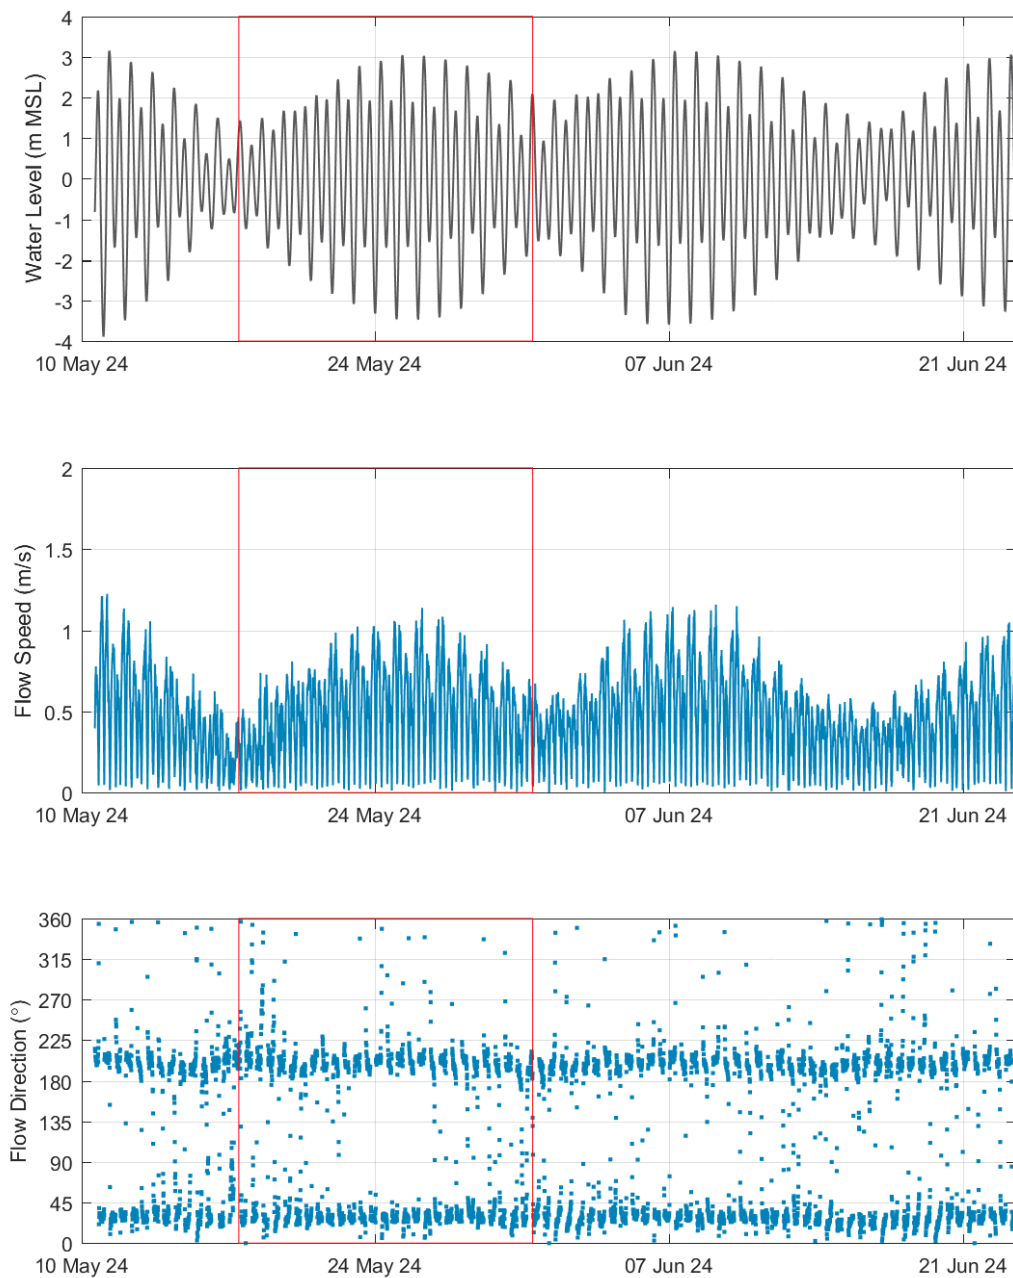 Water Level (m MSL)
4
3
2
1
0
-1
-2
-3
-4
10 May 24
24 May 24
07 Jun 24
21 Jun 24
Flow Speed (m/s)
2
1.5
1
0.5
0
10 May 24
24 May 24
07 Jun 24
21 Jun 24
Flow Direction (°)
360
315
270
225
180
135
90
45
0
10 May 24
24 May 24
07 Jun 24
21 Jun 24